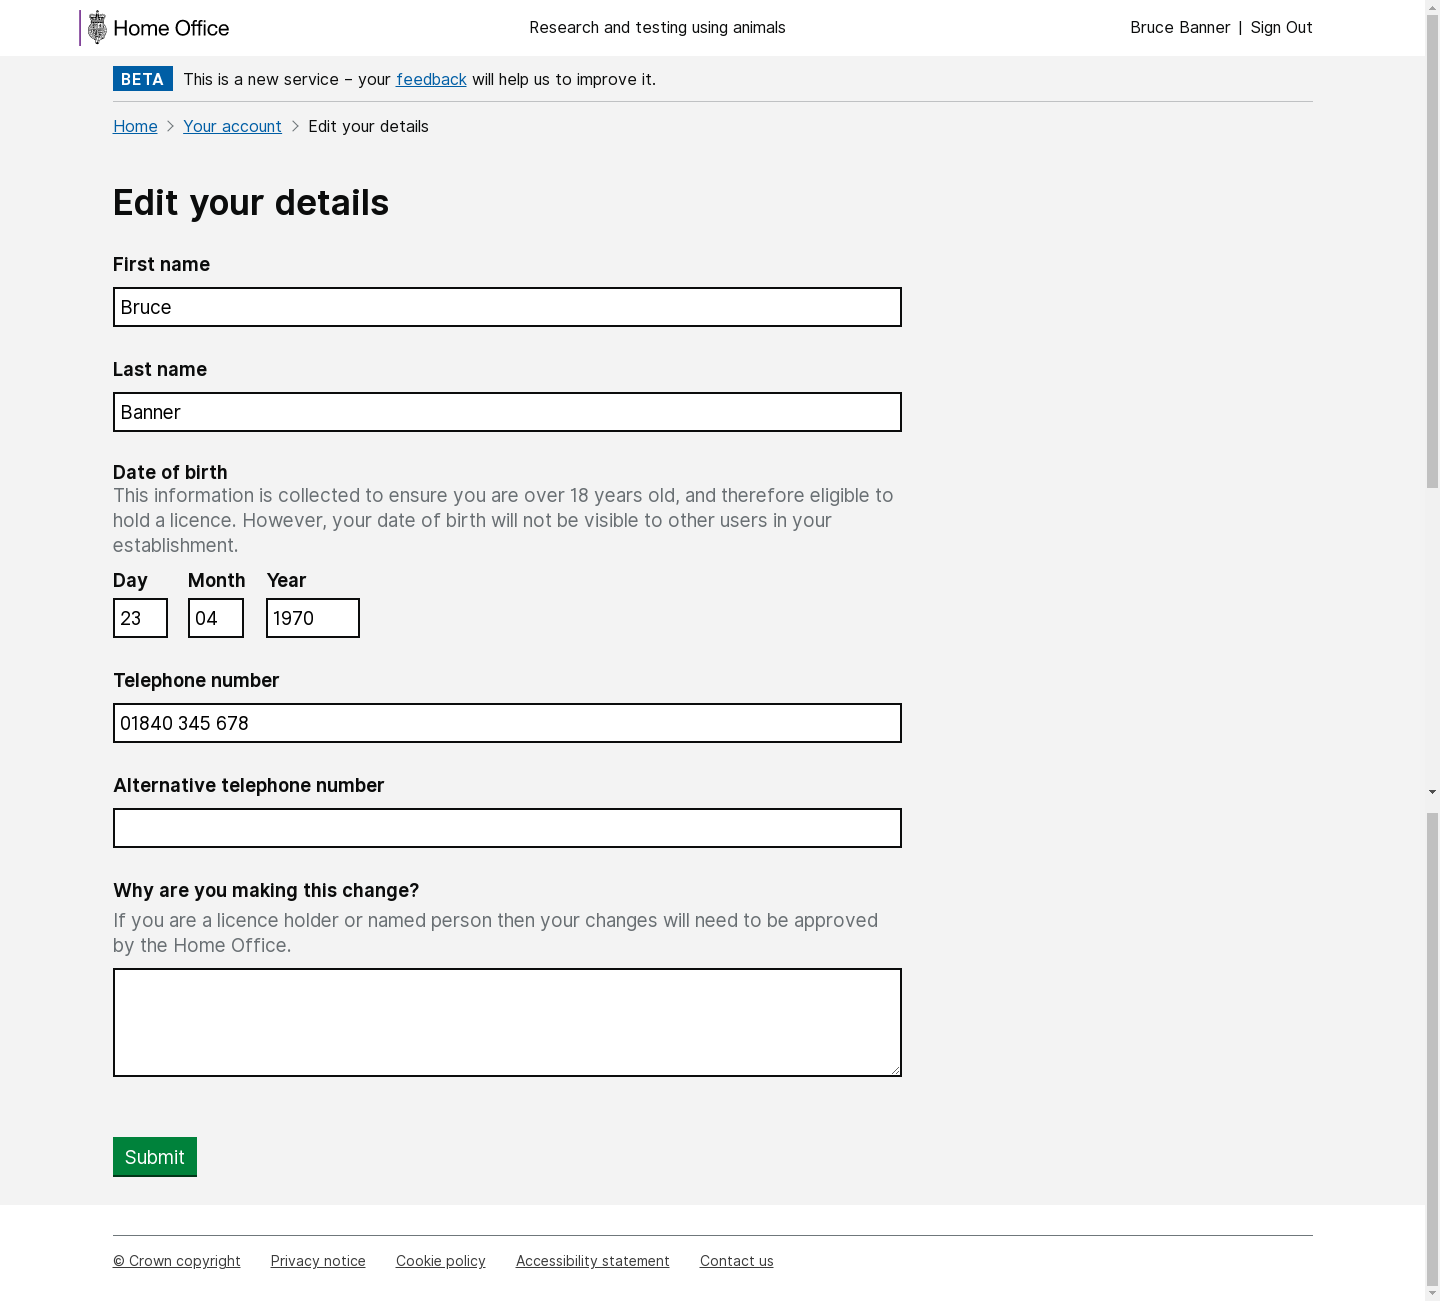 Home Office
Research and testing using animals
Bruce Banner | Sign Out
BETA This is a new service – your feedback will help us to improve it.
Home > Your account > Edit your details
Edit your details
First name
Bruce
Last name
Banner
Date of birth
This information is collected to ensure you are over 18 years old, and therefore eligible to
hold a licence. However, your date of birth will not be visible to other users in your
establishment.
Day Month Year
23 04 1970
Telephone number
01840 345 678
Alternative telephone number
Why are you making this change?
If you are a licence holder or named person then your changes will need to be approved
by the Home Office.
Submit
© Crown copyright Privacy notice Cookie policy Accessibility statement Contact us